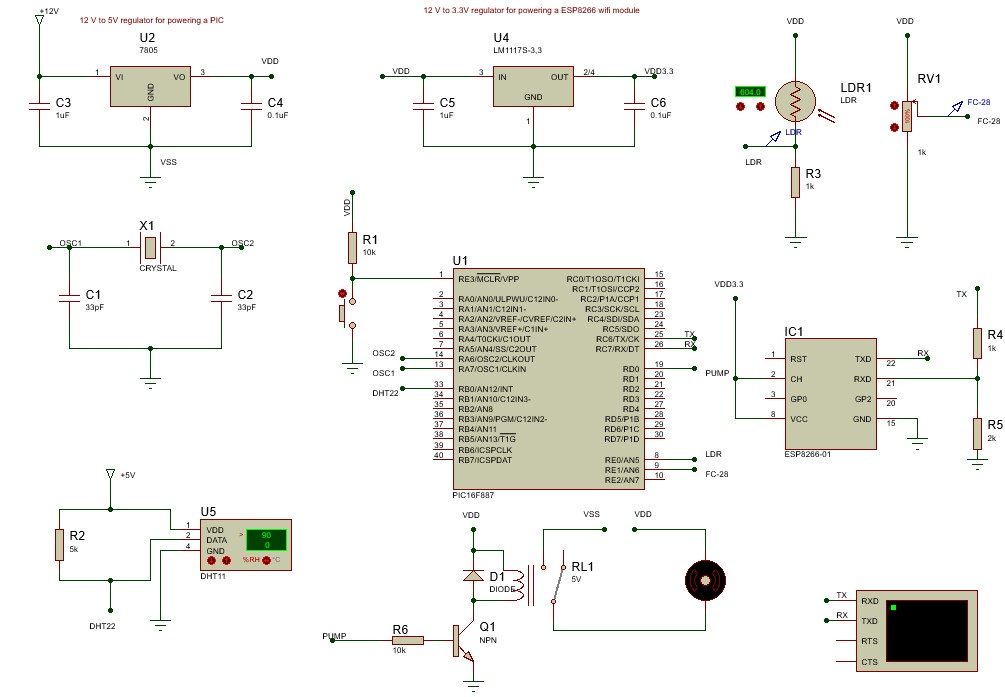 +12V
12 V to 5V regulator for powering a PIC
12 V to 3.3V regulator for powering a ESP8266 wifi module
U2
7805
1 VI VO 3
GND
2
VDD
C3
1uF
C4
0.1uF
VSS
U4
LM1117S-3,3
VDD
3 IN OUT 2/4
GND
1
VDD3.3
C5
1uF
C6
0.1uF
VDD
604.0
LDR1
LDR
LDR
LDR
R3
1k
VDD
RV1
FC-28
FC-28
1k
OSC1
X1
1 2
CRYSTAL
OSC2
C1
33pF
C2
33pF
VDD
R1
10k
U1
1 RE3/MCLR/VPP
2 RA0/AN0/ULPWU/C12IN0-
3 RA1/AN1/C12IN1-
4 RA2/AN2/VREF-/CVREF/C2IN+
5 RA3/AN3/VREF+/C1IN+
6 RA4/T0CKI/C1OUT
7 RA5/AN4/SS/C2OUT
OSC2 14 RA6/OSC2/CLKOUT
OSC1 13 RA7/OSC1/CLKIN
DHT22 33 RB0/AN12/INT
34 RB1/AN10/C12IN3-
35 RB2/AN8
36 RB3/AN9/PGM/C12IN2-
37 RB4/AN11
38 RB5/AN13/T1G
39 RB6/ICSPCLK
40 RB7/ICSPDAT
RC0/T1OSO/T1CKI 15
RC1/T1OSI/CCP2 16
RC2/P1A/CCP1 17
RC3/SCK/SCL 18
RC4/SDI/SDA 23
RC5/SDO 24
RC6/TX/CK 25 TX
RC7/RX/DT 26 RX
RD0 19 PUMP
RD1 20
RD2 21
RD3 22
RD4 27
RD5/P1B 28
RD6/P1C 29
RD7/P1D 30
RE0/AN5 8 LDR
RE1/AN6 9 FC-28
RE2/AN7 10
PIC16F887
VDD3.3
IC1
1 RST
2 CH
3 GP0
8 VCC
TXD 22 RX
RXD 21
GP2 20
GND 15
ESP8266-01
TX
R4
1k
R5
2k
+5V
R2
5k
U5
1 VDD
2 DATA
4 GND
>
90
0
%RH °C
DHT11
DHT22
VDD
D1
DIODE
VSS
VDD
RL1
5V
PUMP
R6
10k
Q1
NPN
TX RXD
RX TXD
RTS
CTS